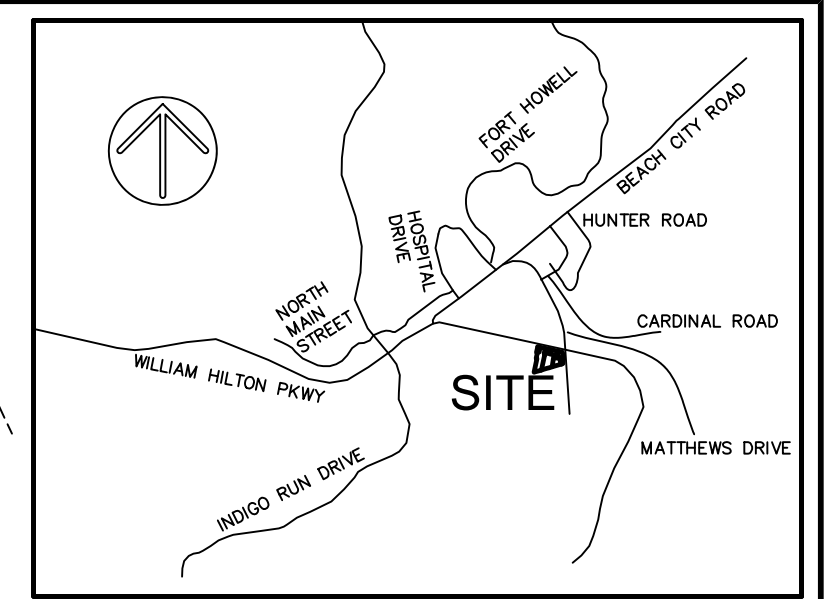 FORT HOWELL
DRIVE
BEACH CITY ROAD
HUNTER ROAD
HOSPITAL
DRIVE
NORTH
MAIN
STREET
CARDINAL ROAD
WILLIAM HILTON PKWY
SITE
MATTHEWS DRIVE
INDIGO RUN DRIVE